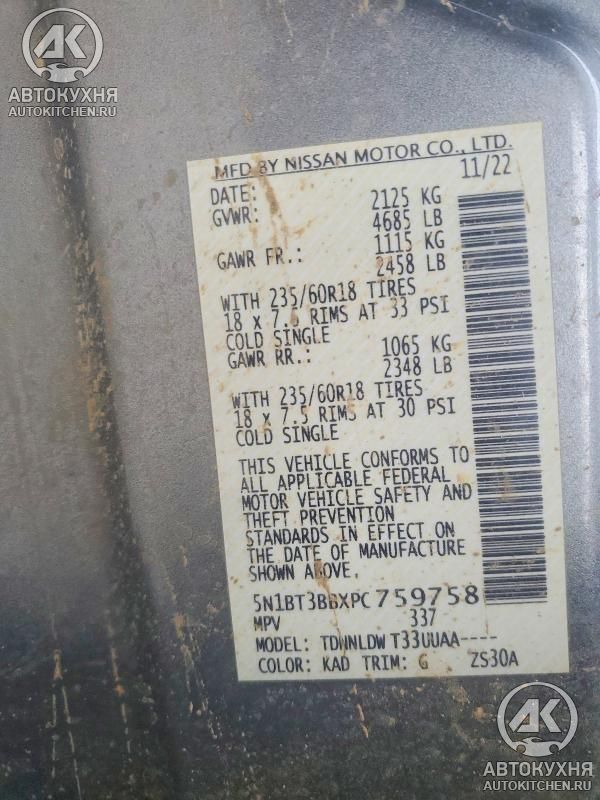 AK
АВТОКУХНЯ
AUTOKITCHEN.RU
MFD BY NISSAN MOTOR CO., LTD.
DATE: 11/22
GVWR: 2125 KG
4685 LB
GAWR FR.: 1115 KG
2458 LB
WITH 235/60R18 TIRES
18 x 7.5 RIMS AT 33 PSI
COLD SINGLE
GAWR RR.: 1065 KG
2348 LB
WITH 235/60R18 TIRES
18 x 7.5 RIMS AT 30 PSI
COLD SINGLE
THIS VEHICLE CONFORMS TO
ALL APPLICABLE FEDERAL
MOTOR VEHICLE SAFETY AND
THEFT PREVENTION
STANDARDS IN EFFECT ON
THE DATE OF MANUFACTURE
SHOWN ABOVE.
5N1BT3BBXPC759758
MPV 337
MODEL: TDNNLDW T33UUAA----
COLOR: KAD TRIM: G ZS30A
AK
АВТОКУХНЯ
AUTOKITCHEN.RU